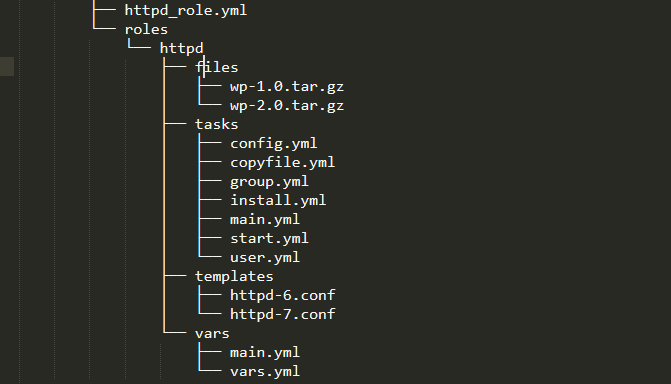 ├── httpd_role.yml
└── roles
    └── httpd
        ├── files
        │   ├── wp-1.0.tar.gz
        │   └── wp-2.0.tar.gz
        ├── tasks
        │   ├── config.yml
        │   ├── copyfile.yml
        │   ├── group.yml
        │   ├── install.yml
        │   ├── main.yml
        │   ├── start.yml
        │   └── user.yml
        ├── templates
        │   ├── httpd-6.conf
        │   └── httpd-7.conf
        └── vars
            ├── main.yml
            └── vars.yml